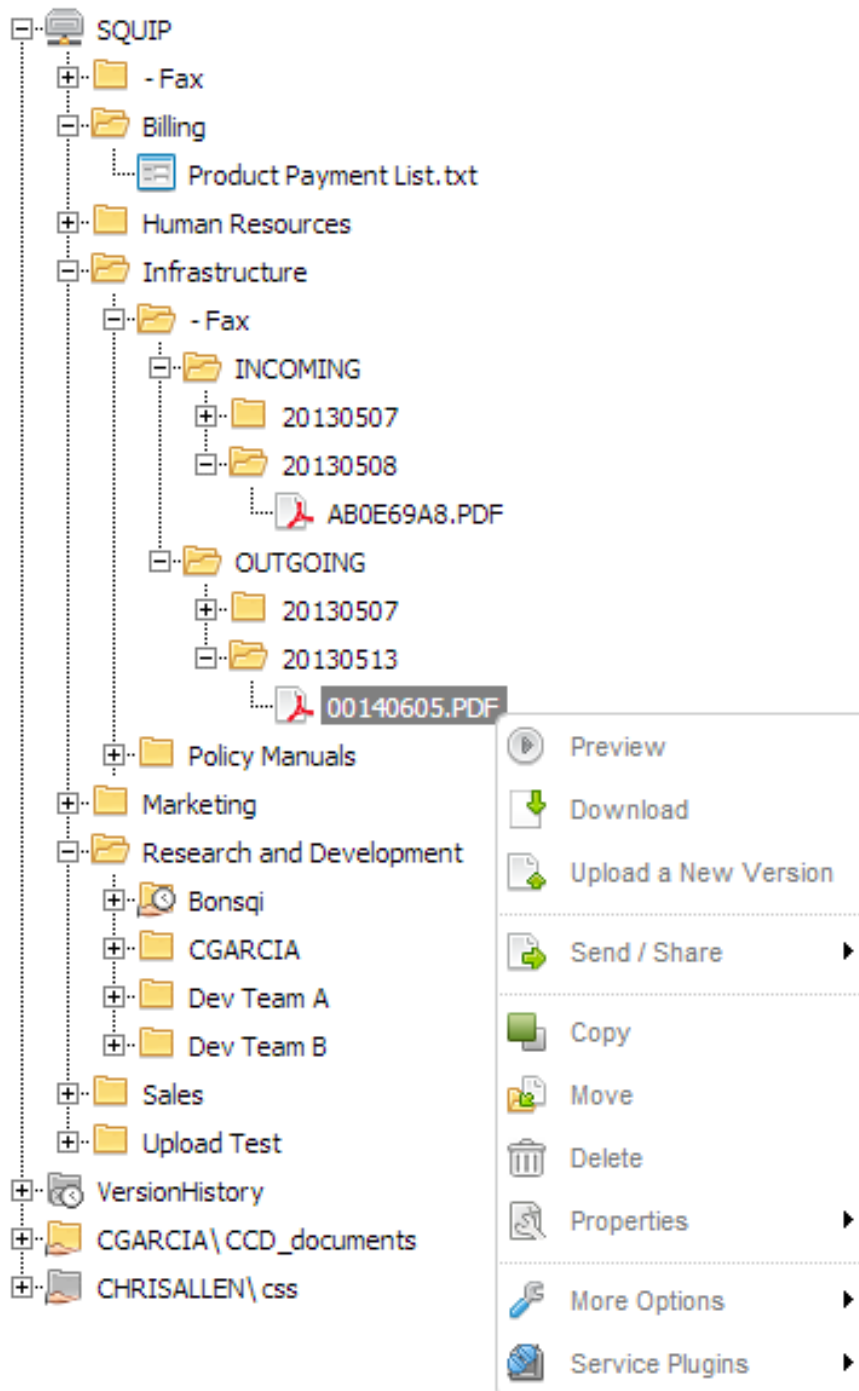 SQUIP
- Fax
Billing
Product Payment List.txt
Human Resources
Infrastructure
- Fax
INCOMING
20130507
20130508
AB0E69A8.PDF
OUTGOING
20130507
20130513
00140605.PDF
Policy Manuals
Marketing
Research and Development
Bonsqi
CGARCIA
Dev Team A
Dev Team B
Sales
Upload Test
VersionHistory
CGARCIA\CCD_documents
CHRISALLEN\css
Preview
Download
Upload a New Version
Send / Share
Copy
Move
Delete
Properties
More Options
Service Plugins